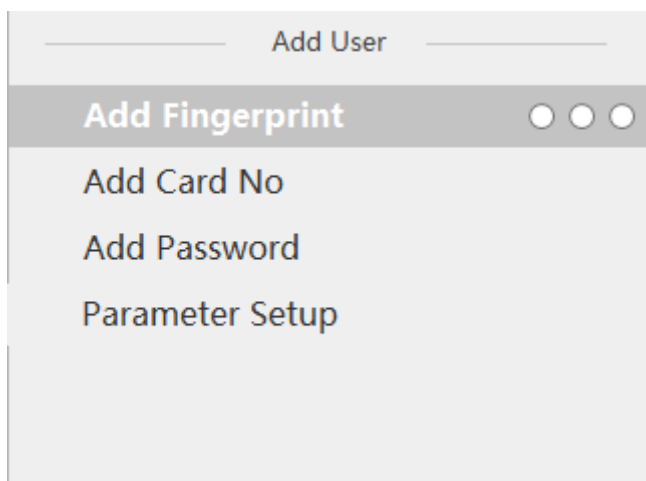 Add User
Add Fingerprint
Add Card No
Add Password
Parameter Setup